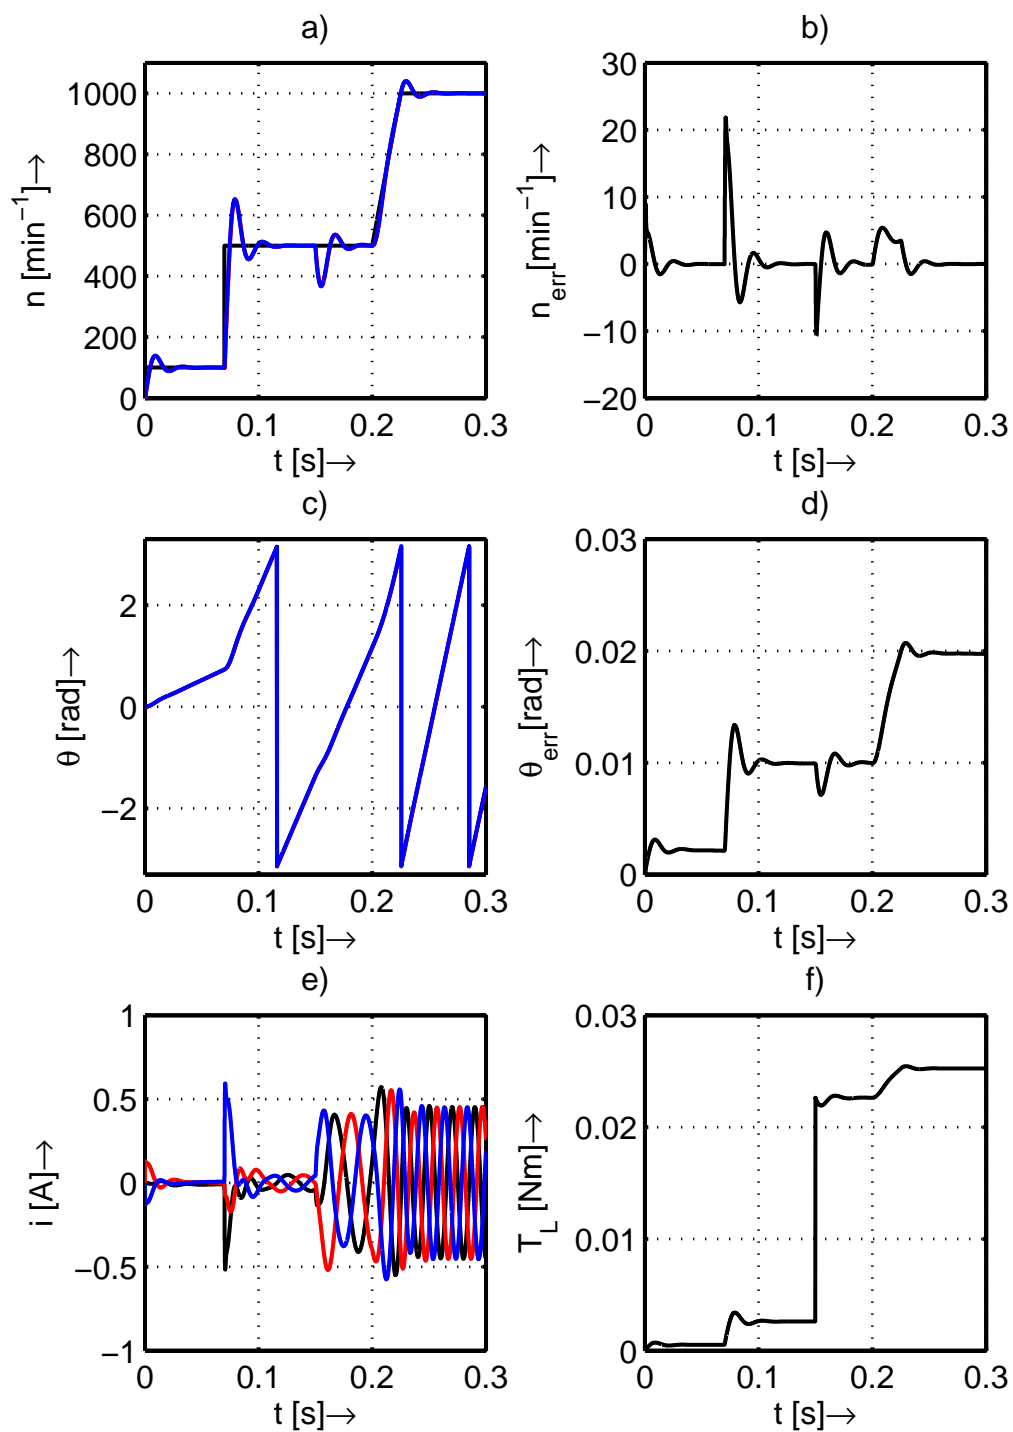 a)
n [min⁻¹]→
1000
800
600
400
200
0
0 0.1 0.2 0.3
t [s]→
b)
n_err[min⁻¹]→
30
20
10
0
−10
−20
0 0.1 0.2 0.3
t [s]→
c)
θ [rad]→
2
0
−2
0 0.1 0.2 0.3
t [s]→
d)
θ_err[rad]→
0.03
0.02
0.01
0
0 0.1 0.2 0.3
t [s]→
e)
i [A]→
1
0.5
0
−0.5
−1
0 0.1 0.2 0.3
t [s]→
f)
T_L [Nm]→
0.03
0.02
0.01
0
0 0.1 0.2 0.3
t [s]→